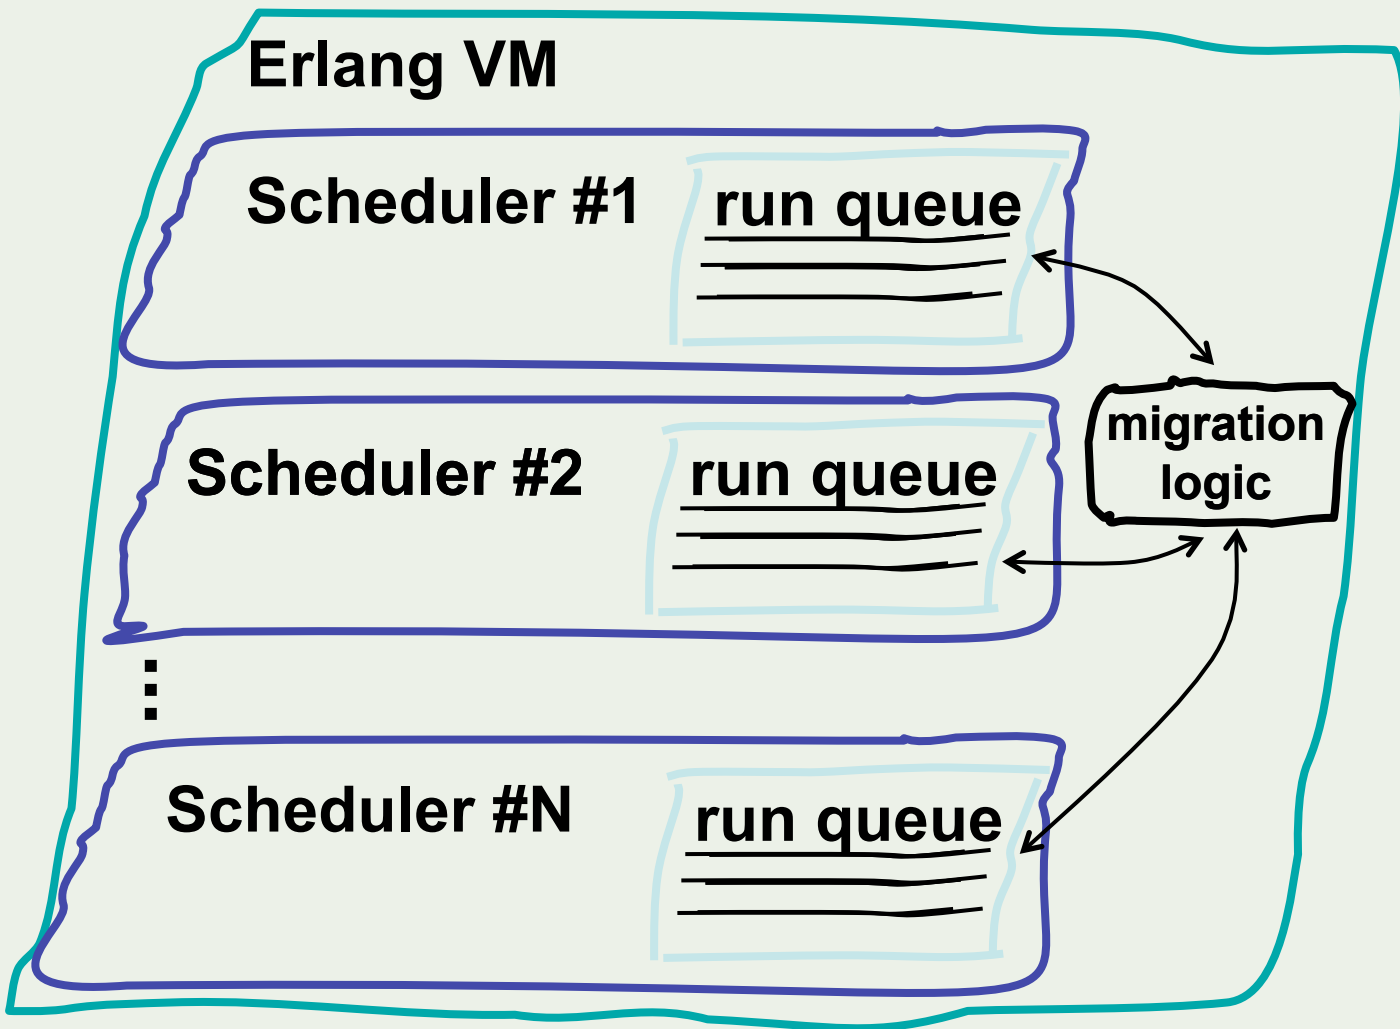 Erlang VM
Scheduler #1
run queue
migration
logic
Scheduler #2
run queue
Scheduler #N
run queue